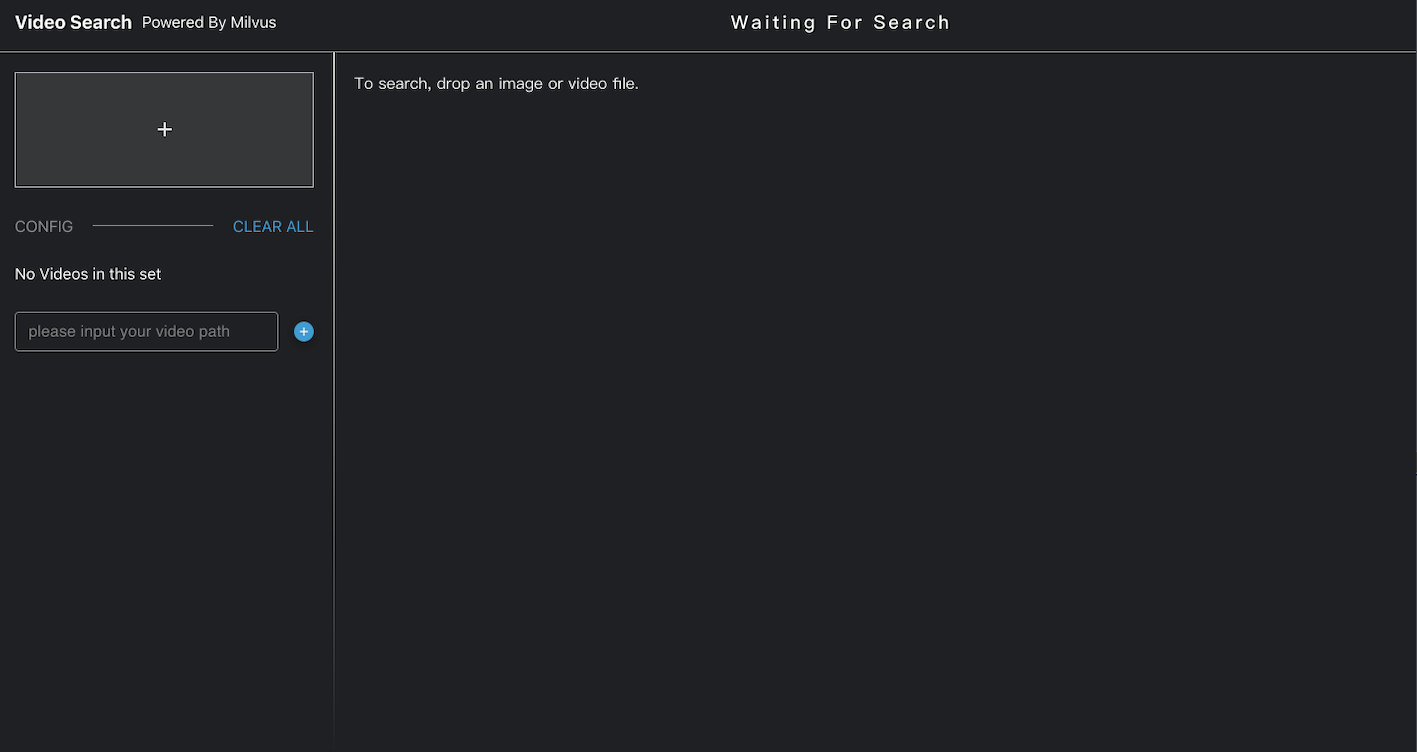 Video Search Powered By Milvus
Waiting For Search
To search, drop an image or video file.
+
CONFIG CLEAR ALL
No Videos in this set
please input your video path +